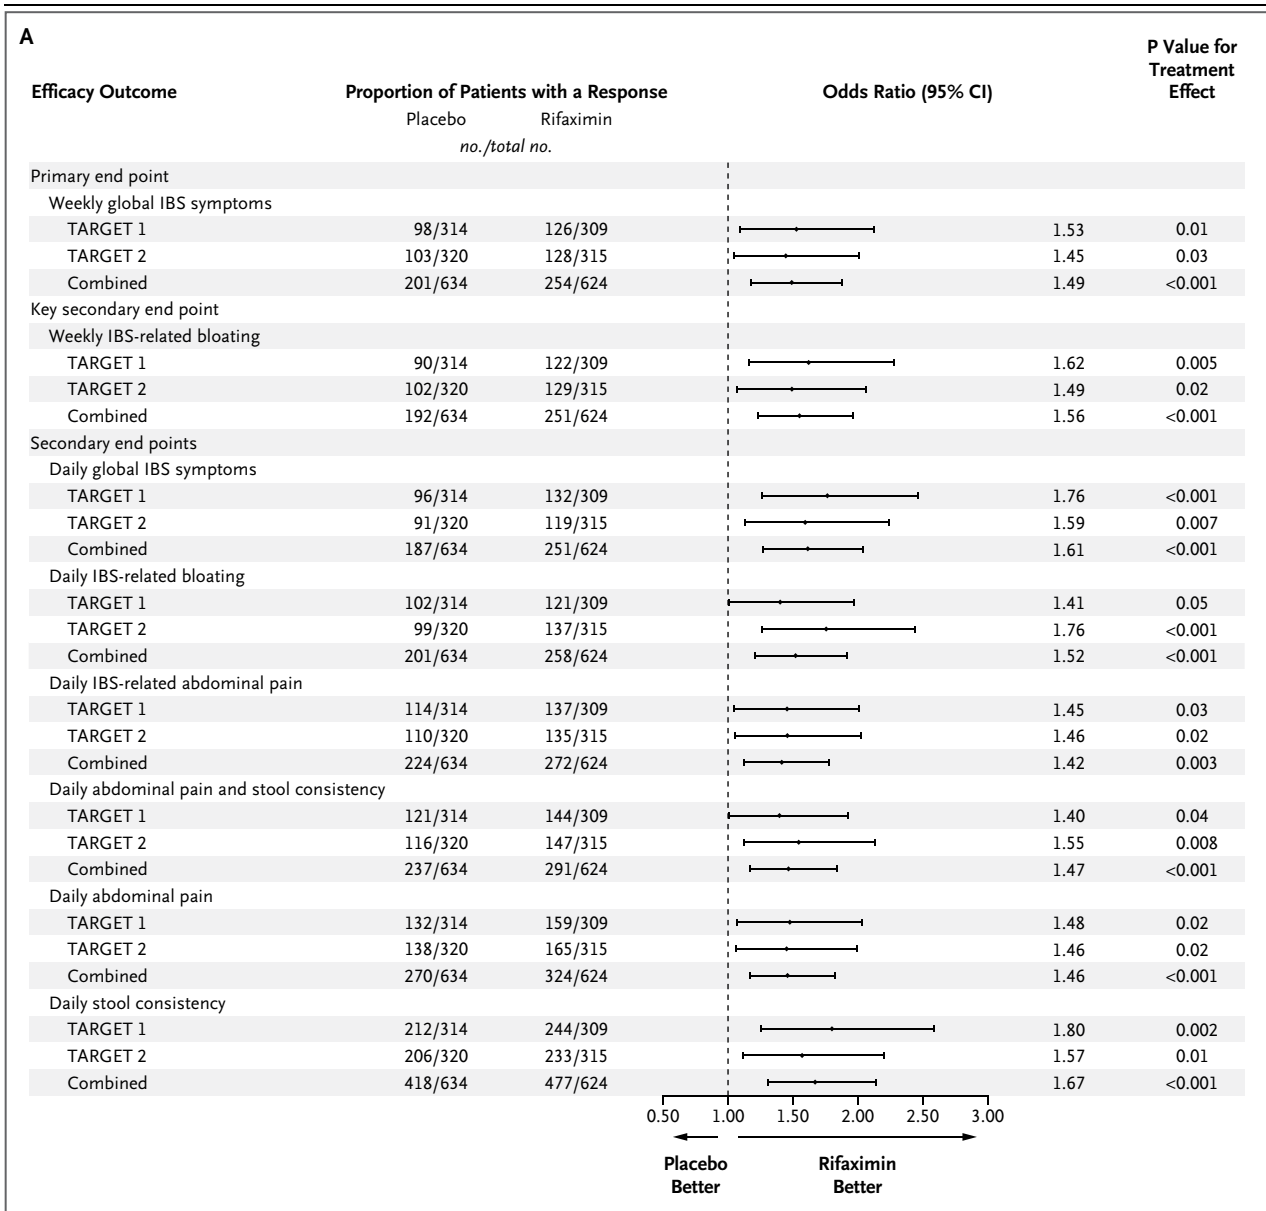 A
P Value for
Treatment
Efficacy Outcome Proportion of Patients with a Response Odds Ratio (95% CI) Effect
Placebo Rifaximin
no./total no.
Primary end point
Weekly global IBS symptoms
TARGET 1 98/314 126/309 1.53 0.01
TARGET 2 103/320 128/315 1.45 0.03
Combined 201/634 254/624 1.49 <0.001
Key secondary end point
Weekly IBS-related bloating
TARGET 1 90/314 122/309 1.62 0.005
TARGET 2 102/320 129/315 1.49 0.02
Combined 192/634 251/624 1.56 <0.001
Secondary end points
Daily global IBS symptoms
TARGET 1 96/314 132/309 1.76 <0.001
TARGET 2 91/320 119/315 1.59 0.007
Combined 187/634 251/624 1.61 <0.001
Daily IBS-related bloating
TARGET 1 102/314 121/309 1.41 0.05
TARGET 2 99/320 137/315 1.76 <0.001
Combined 201/634 258/624 1.52 <0.001
Daily IBS-related abdominal pain
TARGET 1 114/314 137/309 1.45 0.03
TARGET 2 110/320 135/315 1.46 0.02
Combined 224/634 272/624 1.42 0.003
Daily abdominal pain and stool consistency
TARGET 1 121/314 144/309 1.40 0.04
TARGET 2 116/320 147/315 1.55 0.008
Combined 237/634 291/624 1.47 <0.001
Daily abdominal pain
TARGET 1 132/314 159/309 1.48 0.02
TARGET 2 138/320 165/315 1.46 0.02
Combined 270/634 324/624 1.46 <0.001
Daily stool consistency
TARGET 1 212/314 244/309 1.80 0.002
TARGET 2 206/320 233/315 1.57 0.01
Combined 418/634 477/624 1.67 <0.001
0.50 1.00 1.50 2.00 2.50 3.00
Placebo Rifaximin
Better Better